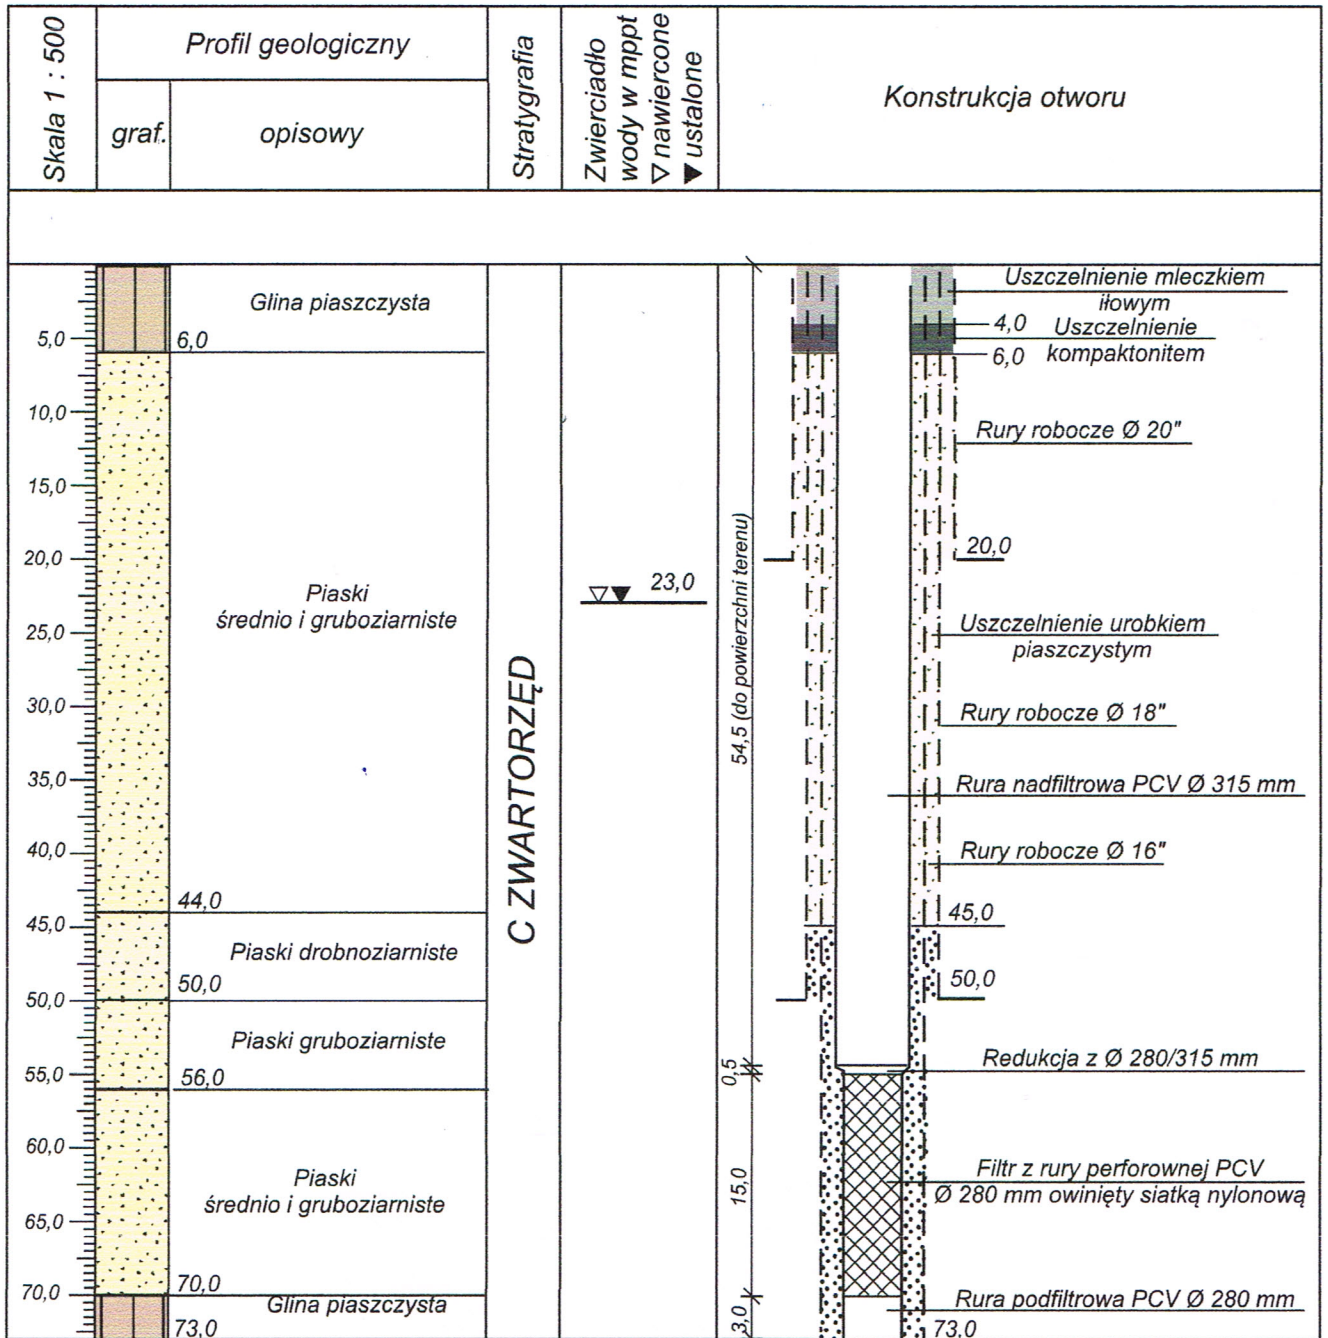 Skala 1 : 500
Profil geologiczny
graf.
opisowy
Stratygrafia
Zwierciadło
wody w mppt
▽ nawiercone
▼ ustalone
Konstrukcja otworu
Glina piaszczysta
6,0
Piaski
średnio i gruboziarniste
44,0
Piaski drobnoziarniste
50,0
Piaski gruboziarniste
56,0
Piaski
średnio i gruboziarniste
70,0
Glina piaszczysta
73,0
5,0
10,0
15,0
20,0
25,0
30,0
35,0
40,0
45,0
50,0
55,0
60,0
65,0
70,0
C ZWARTORZĘD
23,0
54,5 (do powierzchni terenu)
0,5
15,0
3,0
Uszczelnienie mleczkiem
iłowym
4,0
Uszczelnienie
kompaktonitem
6,0
Rury robocze Ø 20"
20,0
Uszczelnienie urobkiem
piaszczystym
Rury robocze Ø 18"
Rura nadfiltrowa PCV Ø 315 mm
Rury robocze Ø 16"
45,0
50,0
Redukcja z Ø 280/315 mm
Filtr z rury perforownej PCV
Ø 280 mm owinięty siatką nylonową
Rura podfiltrowa PCV Ø 280 mm
73,0